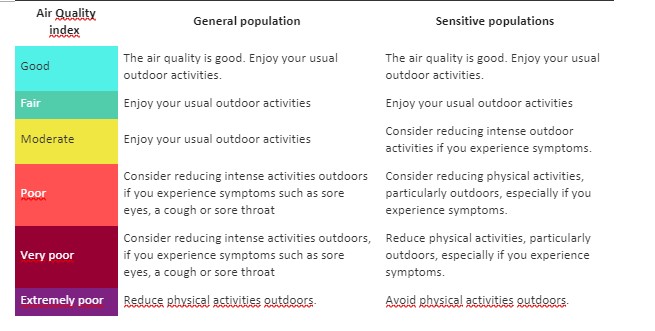 Air Quality
index
General population
Sensitive populations
Good
The air quality is good. Enjoy your usual
outdoor activities.
The air quality is good. Enjoy your usual
outdoor activities.
Fair
Enjoy your usual outdoor activities
Enjoy your usual outdoor activities
Moderate
Enjoy your usual outdoor activities
Consider reducing intense outdoor
activities if you experience symptoms.
Poor
Consider reducing intense activities outdoors
if you experience symptoms such as sore
eyes, a cough or sore throat
Consider reducing physical activities,
particularly outdoors, especially if you
experience symptoms.
Very poor
Consider reducing intense activities outdoors,
if you experience symptoms such as sore
eyes, a cough or sore throat
Reduce physical activities, particularly
outdoors, especially if you experience
symptoms.
Extremely poor
Reduce physical activities outdoors.
Avoid physical activities outdoors.